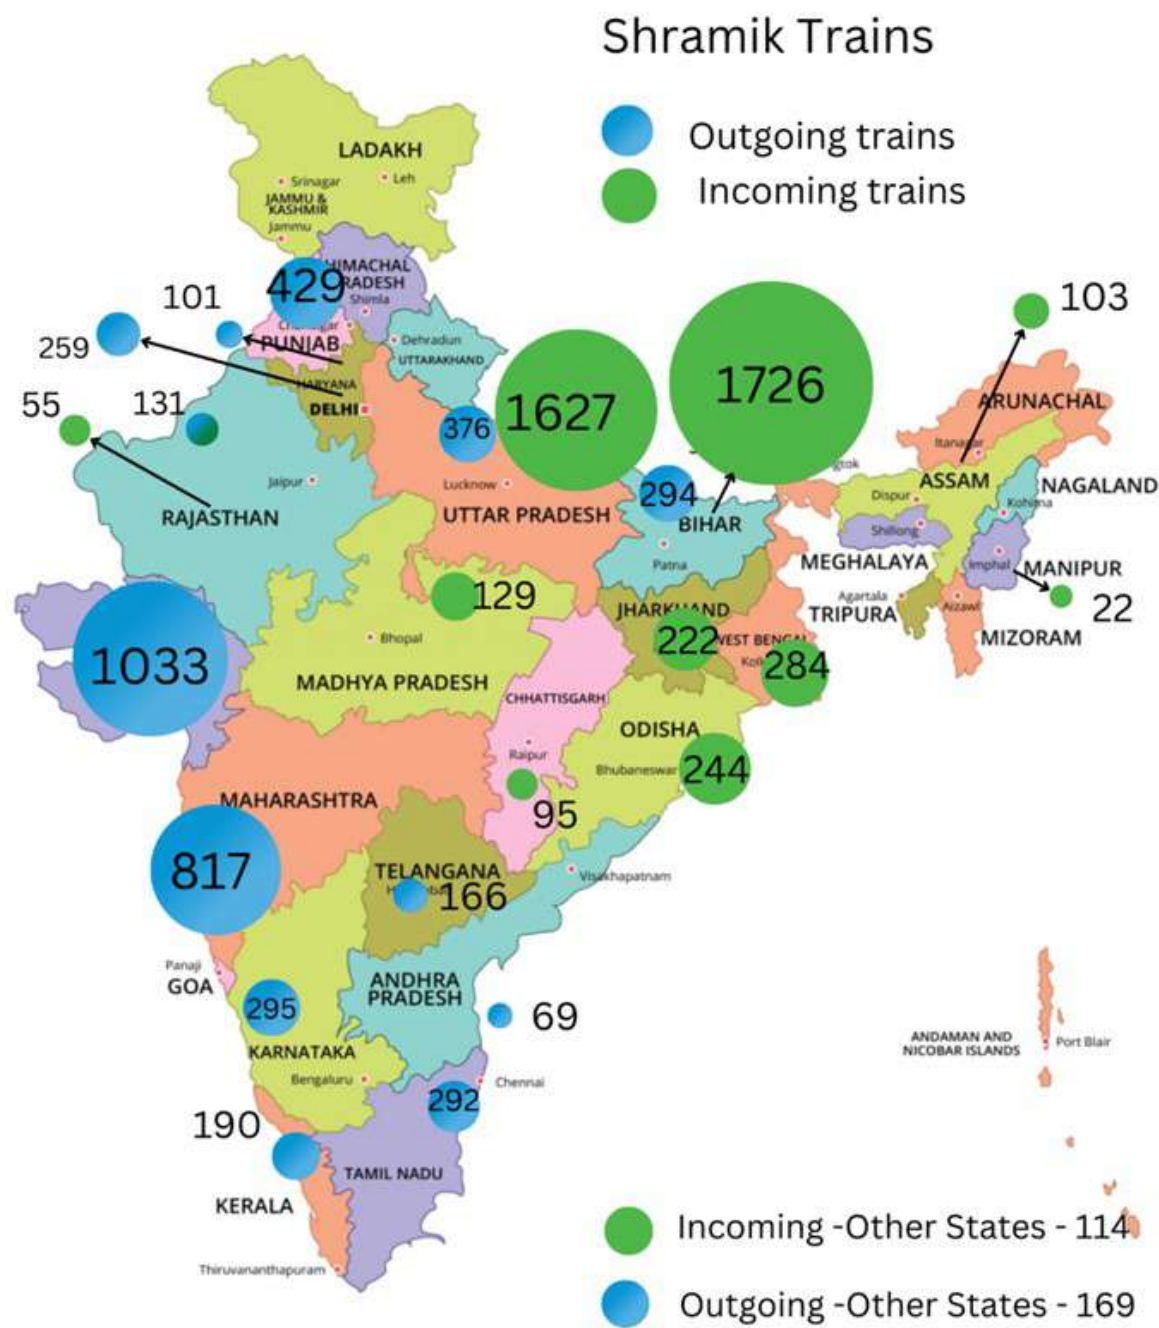 Shramik Trains
Outgoing trains
Incoming trains
LADAKH
Srinagar
Leh
JAMMU &
KASHMIR
Jammu
HIMACHAL
PRADESH
Shimla
429
101
259
PUNJAB
Dehradun
UTTARAKHAND
HARYANA
DELHI
55
131
376
1627
1726
103
ARUNACHAL
Itanagar
ASSAM
NAGALAND
Dispur
Kohima
Shillong
Imphal
MEGHALAYA
MANIPUR
Agartala
TRIPURA
Aizawl
22
MIZORAM
Jaipur
RAJASTHAN
Lucknow
UTTAR PRADESH
294
BIHAR
Patna
129
JHARKHAND
222
WEST BENGAL
284
1033
Bhopal
MADHYA PRADESH
CHHATTISGARH
Raipur
95
ODISHA
Bhubaneswar
244
MAHARASHTRA
817
TELANGANA
166
Visakhapatnam
Panaji
GOA
ANDHRA
PRADESH
69
295
KARNATAKA
Bengaluru
Chennai
292
190
TAMIL NADU
KERALA
Thiruvananthapuram
ANDAMAN AND
NICOBAR ISLANDS
Port Blair
Incoming -Other States - 114
Outgoing -Other States - 169